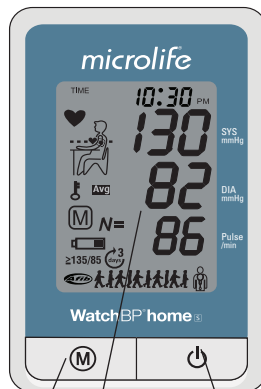 microlife®
TIME 10:30 PM
130 SYS mmHg
Avg 82 DIA mmHg
M N= 86 Pulse /min
≥135/85 3 days
Afib
WatchBP® home S
M